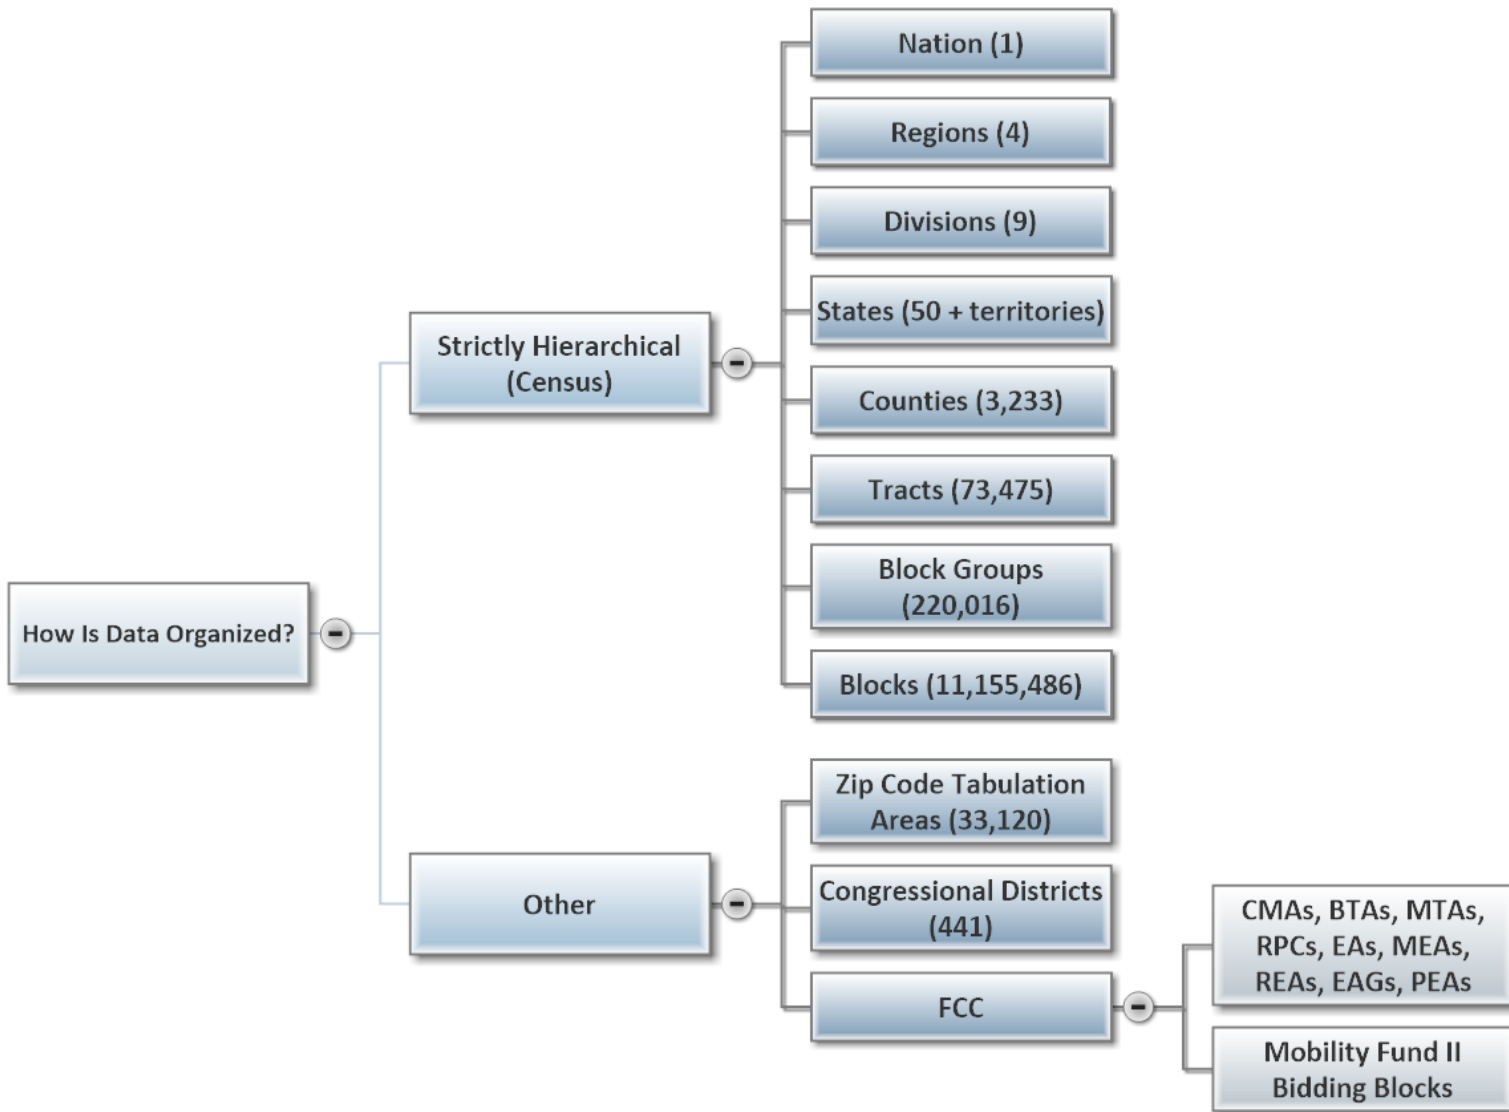 How Is Data Organized?
Strictly Hierarchical
(Census)
Nation (1)
Regions (4)
Divisions (9)
States (50 + territories)
Counties (3,233)
Tracts (73,475)
Block Groups
(220,016)
Blocks (11,155,486)
Other
Zip Code Tabulation
Areas (33,120)
Congressional Districts
(441)
FCC
CMAs, BTAs, MTAs,
RPCs, EAs, MEAs,
REAs, EAGs, PEAs
Mobility Fund II
Bidding Blocks